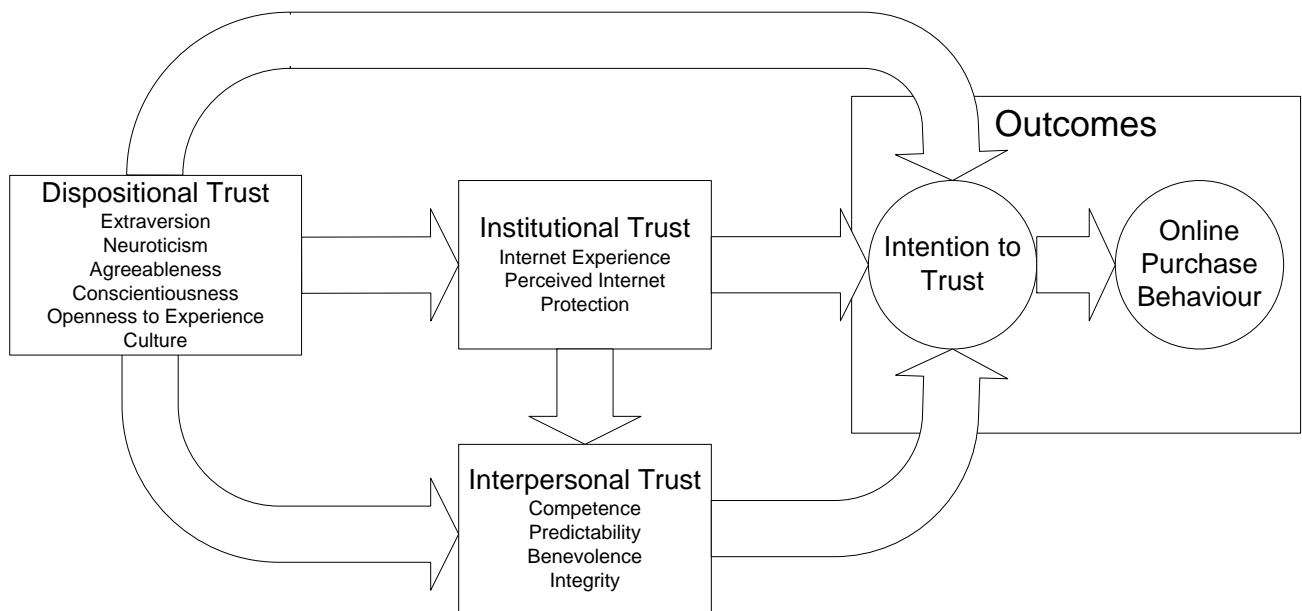 Outcomes
Dispositional Trust
Extraversion
Neuroticism
Agreeableness
Conscientiousness
Openness to Experience
Culture
Institutional Trust
Internet Experience
Perceived Internet
Protection
Intention to
Trust
Online
Purchase
Behaviour
Interpersonal Trust
Competence
Predictability
Benevolence
Integrity